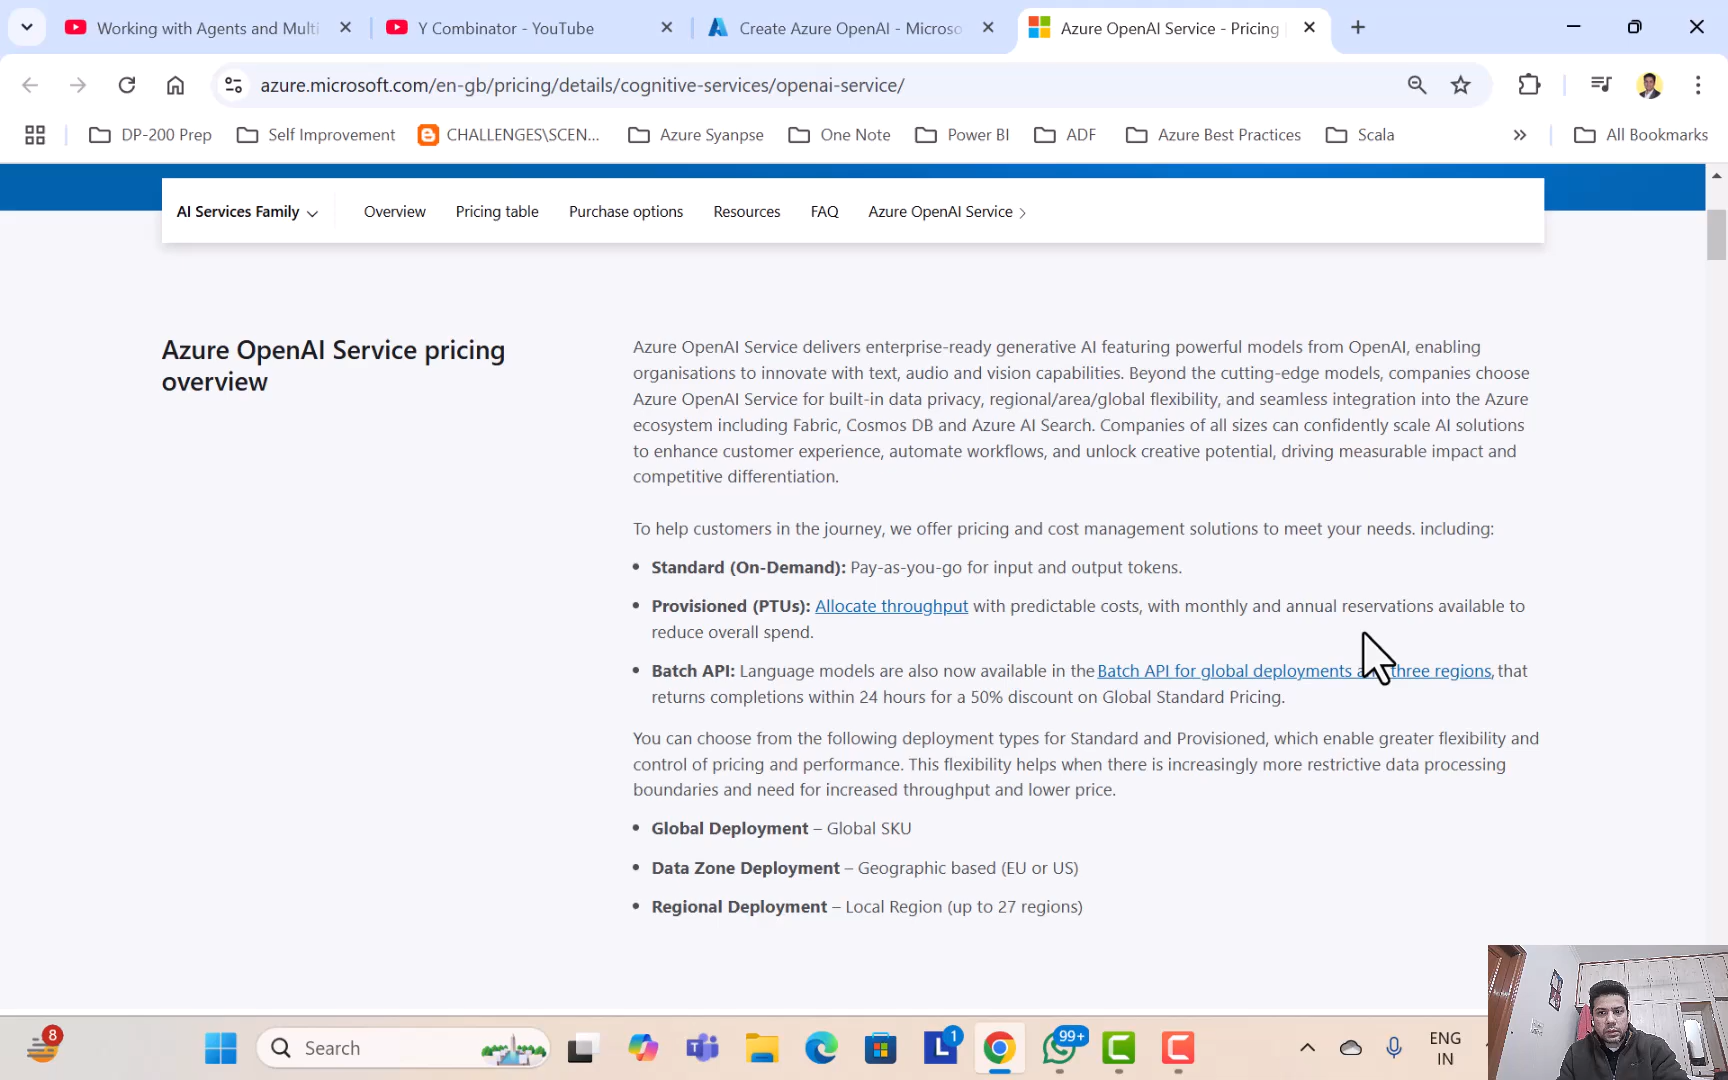 Working with Agents and Multi
Y Combinator - YouTube
Create Azure OpenAI - Microso
Azure OpenAI Service - Pricing
azure.microsoft.com/en-gb/pricing/details/cognitive-services/openai-service/
DP-200 Prep
Self Improvement
CHALLENGES\SCEN...
Azure Syanpse
One Note
Power BI
ADF
Azure Best Practices
Scala
All Bookmarks
AI Services Family
Overview
Pricing table
Purchase options
Resources
FAQ
Azure OpenAI Service
Azure OpenAI Service pricing
overview
Azure OpenAI Service delivers enterprise-ready generative AI featuring powerful models from OpenAI, enabling
organisations to innovate with text, audio and vision capabilities. Beyond the cutting-edge models, companies choose
Azure OpenAI Service for built-in data privacy, regional/area/global flexibility, and seamless integration into the Azure
ecosystem including Fabric, Cosmos DB and Azure AI Search. Companies of all sizes can confidently scale AI solutions
to enhance customer experience, automate workflows, and unlock creative potential, driving measurable impact and
competitive differentiation.
To help customers in the journey, we offer pricing and cost management solutions to meet your needs. including:
• Standard (On-Demand): Pay-as-you-go for input and output tokens.
• Provisioned (PTUs): Allocate throughput with predictable costs, with monthly and annual reservations available to
reduce overall spend.
• Batch API: Language models are also now available in the Batch API for global deployments three regions, that
returns completions within 24 hours for a 50% discount on Global Standard Pricing.
You can choose from the following deployment types for Standard and Provisioned, which enable greater flexibility and
control of pricing and performance. This flexibility helps when there is increasingly more restrictive data processing
boundaries and need for increased throughput and lower price.
• Global Deployment – Global SKU
• Data Zone Deployment – Geographic based (EU or US)
• Regional Deployment – Local Region (up to 27 regions)
8
Search
1
99+
ENG
IN